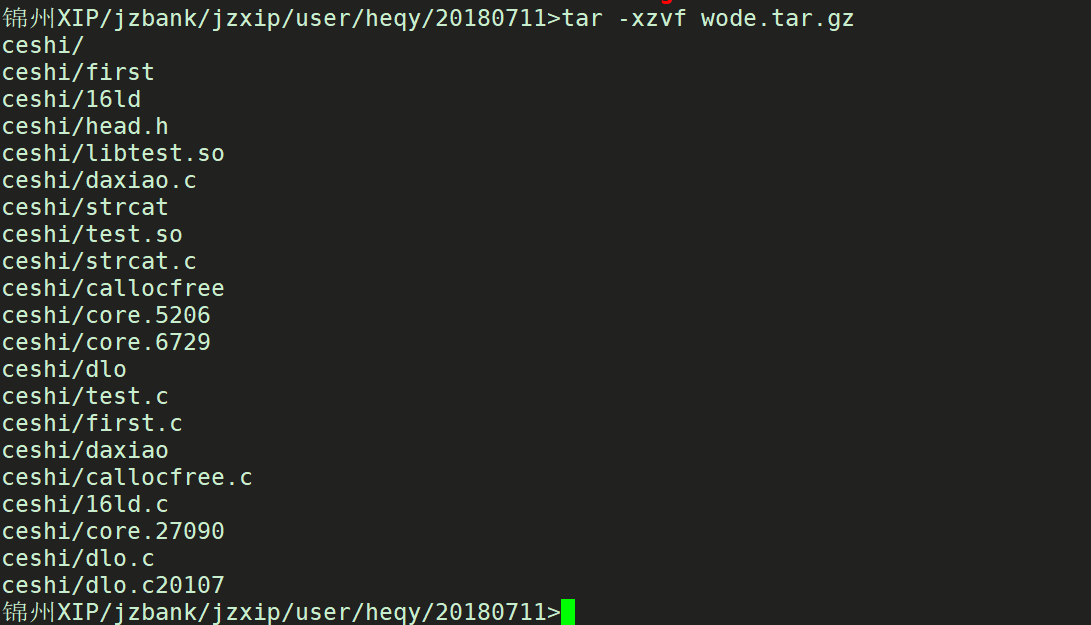 锦州XIP/jzbank/jzxip/user/heqy/20180711>tar -xzvf wode.tar.gz
ceshi/
ceshi/first
ceshi/16ld
ceshi/head.h
ceshi/libtest.so
ceshi/daxiao.c
ceshi/strcat
ceshi/test.so
ceshi/strcat.c
ceshi/callocfree
ceshi/core.5206
ceshi/core.6729
ceshi/dlo
ceshi/test.c
ceshi/first.c
ceshi/daxiao
ceshi/callocfree.c
ceshi/16ld.c
ceshi/core.27090
ceshi/dlo.c
ceshi/dlo.c20107
锦州XIP/jzbank/jzxip/user/heqy/20180711>